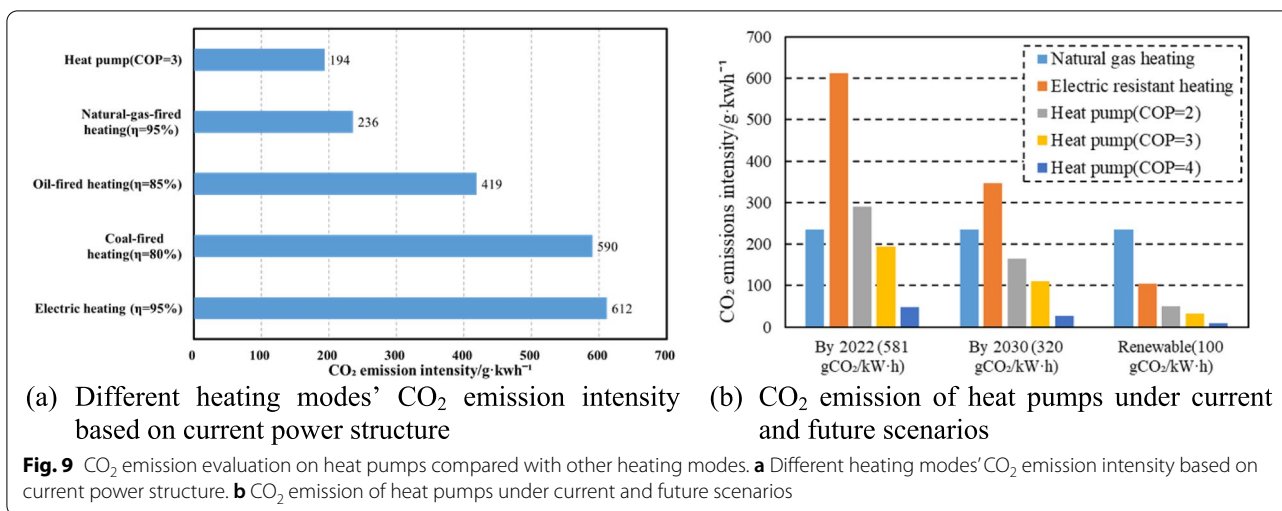 Heat pump(COP=3)
194
Natural-gas-fired
heating(η=95%)
236
Oil-fired heating(η=85%)
419
Coal-fired
heating(η=80%)
590
Electric heating (η=95%)
612
0 100 200 300 400 500 600 700
CO₂ emission intensity/g·kwh⁻¹
(a) Different heating modes' CO₂ emission intensity
based on current power structure
700
600
500
400
300
200
100
0
CO₂ emissions intensity/g·kwh⁻¹
Natural gas heating
Electric resistant heating
Heat pump(COP=2)
Heat pump(COP=3)
Heat pump(COP=4)
By 2022 (581
gCO₂/kW·h)
By 2030 (320
gCO₂/kW·h)
Renewable(100
gCO₂/kW·h)
(b) CO₂ emission of heat pumps under current
and future scenarios
Fig. 9 CO₂ emission evaluation on heat pumps compared with other heating modes. a Different heating modes' CO₂ emission intensity based on
current power structure. b CO₂ emission of heat pumps under current and future scenarios